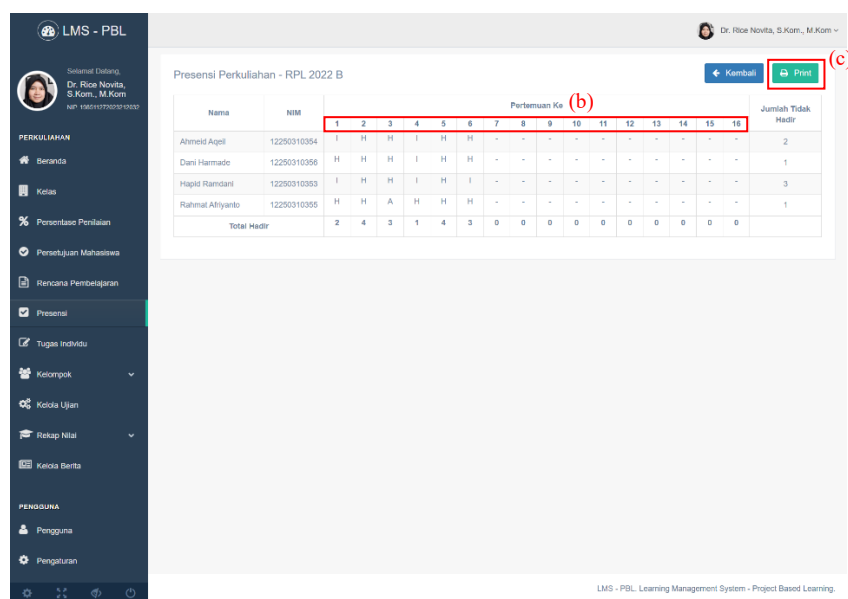 LMS - PBL
Dr. Rice Novita, S.Kom., M.Kom
Selamat Datang,
Dr. Rice Novita,
S.Kom., M.Kom
PERKULIAHAN
Beranda
Kelas
Persentase Penilaian
Persetujuan Mahasiswa
Rencana Pembelajaran
Presensi
Tugas Individu
Kelompok
Kelola Ujian
Rekap Nilai
Kelola Berita
PENGGUNA
Pengguna
Pengaturan
Presensi Perkuliahan - RPL 2022 B
Kembali
Print
(c)
Nama NIM Pertemuan Ke (b) Jumlah Tidak Hadir
1 2 3 4 5 6 7 8 9 10 11 12 13 14 15 16
Ahmeid Aqeil 12250310354 I H H I H H - - - - - - - - - - 2
Dani Harmade 12250310356 H H H I H H - - - - - - - - - - 1
Hapid Ramdani 12250310353 I H H I H I - - - - - - - - - - 3
Rahmat Afriyanto 12250310355 H H A H H H - - - - - - - - - - 1
Total Hadir 2 4 3 1 4 3 0 0 0 0 0 0 0 0 0 0
LMS - PBL. Learning Management System - Project Based Learning.